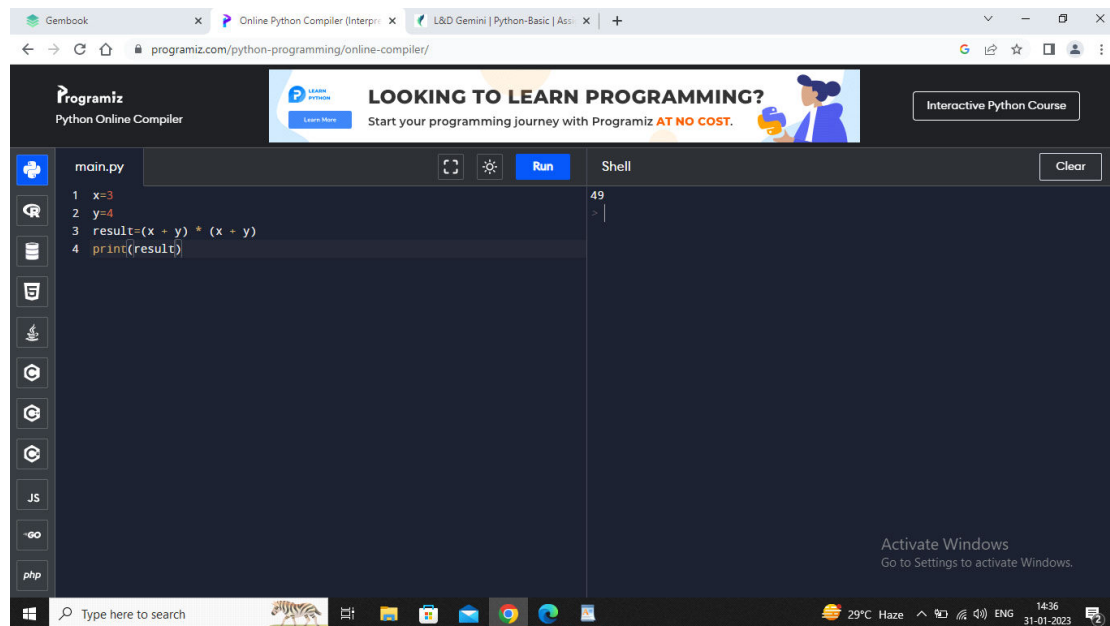 Gembook
Online Python Compiler (Interpre
L&D Gemini | Python-Basic | Assi
programiz.com/python-programming/online-compiler/
Programiz
Python Online Compiler
LEARN PYTHON
Learn More
LOOKING TO LEARN PROGRAMMING?
Start your programming journey with Programiz AT NO COST.
Interactive Python Course
main.py
Run
Shell
Clear
1 x=3
2 y=4
3 result=(x + y) * (x + y)
4 print(result)
49
>
JS
GO
php
Activate Windows
Go to Settings to activate Windows.
Type here to search
29°C Haze
ENG
14:36
31-01-2023
2